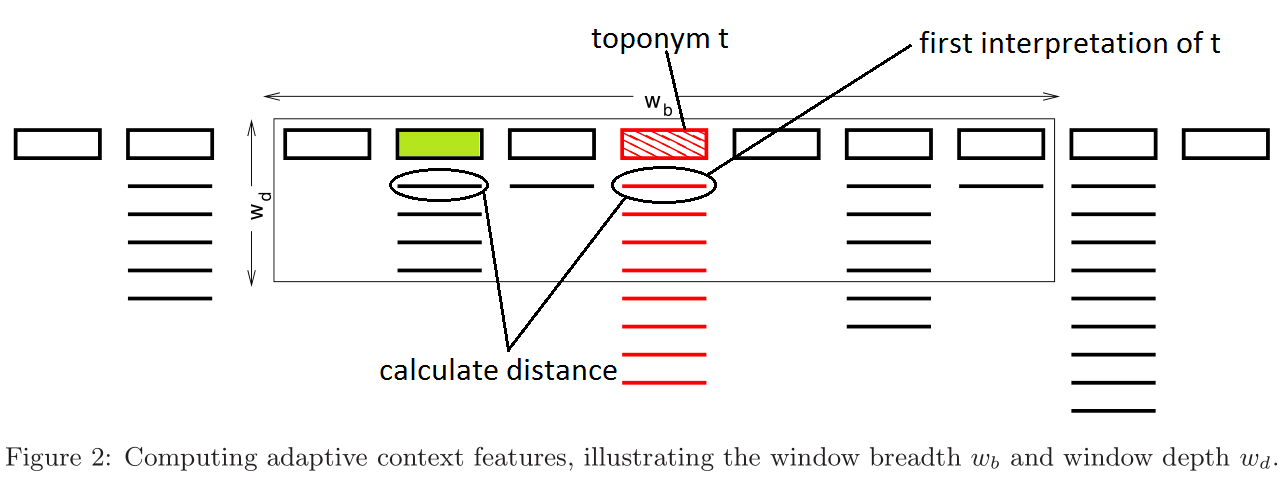 toponym t
first interpretation of t
w_b
w_d
calculate distance
Figure 2: Computing adaptive context features, illustrating the window breadth w_b and window depth w_d.